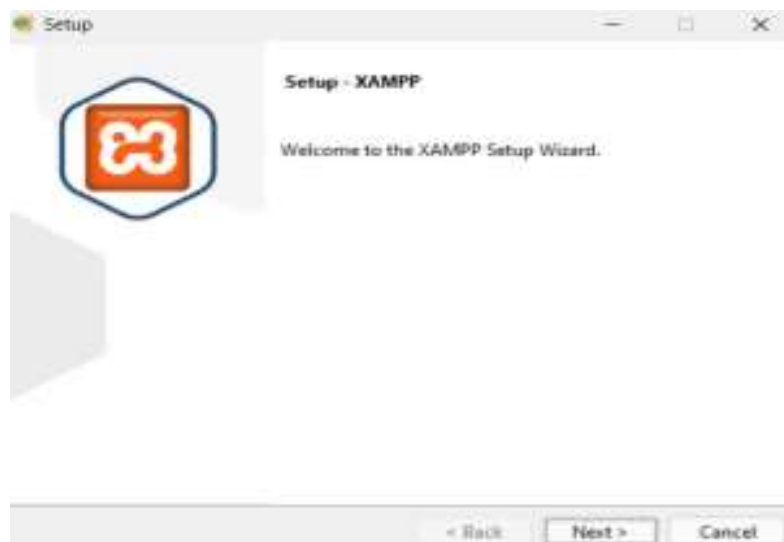 Setup
Setup - XAMPP
Welcome to the XAMPP Setup Wizard.
< Back Next > Cancel